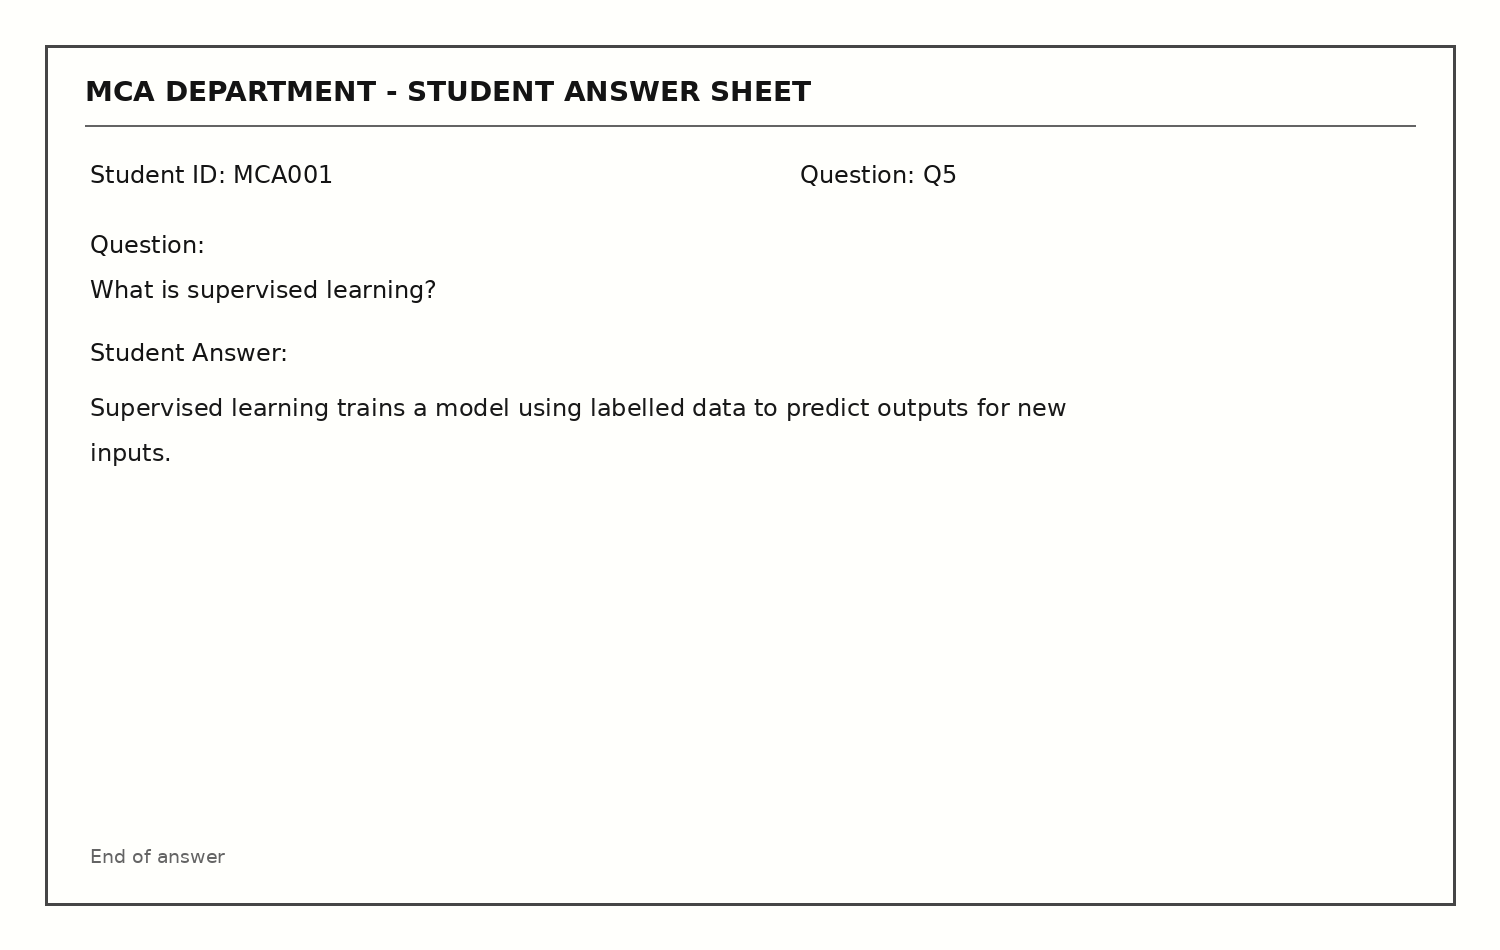 MCA DEPARTMENT - STUDENT ANSWER SHEET
Student ID: MCA001 Question: Q5
Question:
What is supervised learning?
Student Answer:
Supervised learning trains a model using labelled data to predict outputs for new
inputs.
End of answer